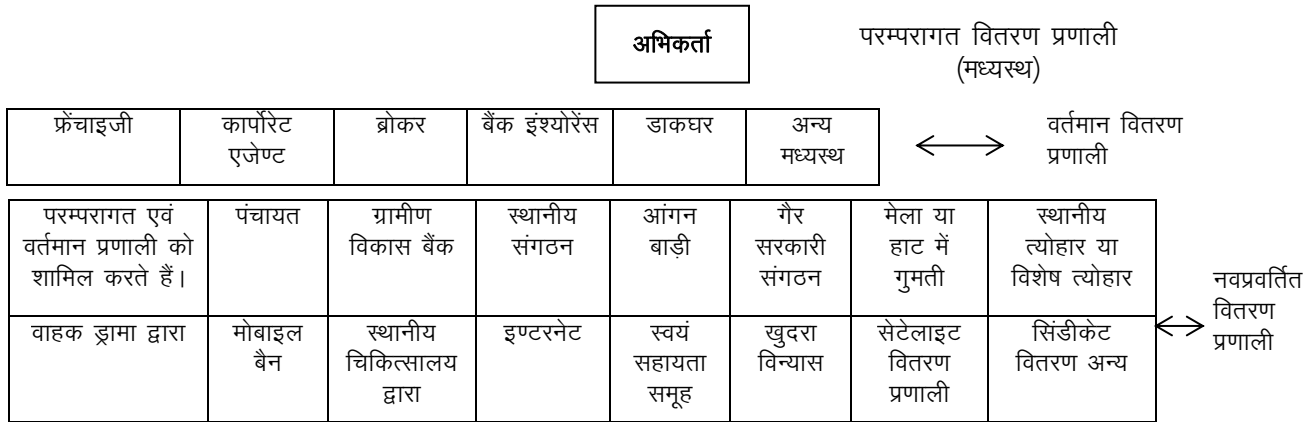 अभिकर्ता
परम्परागत वितरण प्रणाली
(मध्यस्थ)
फ्रेंचाइजी
कार्पोरेट
एजेण्ट
ब्रोकर
बैंक इंश्योरेंस
डाकघर
अन्य
मध्यस्थ
वर्तमान वितरण
प्रणाली
परम्परागत एवं
वर्तमान प्रणाली को
शामिल करते हैं।
पंचायत
ग्रामीण
विकास बैंक
स्थानीय
संगठन
आंगन
बाड़ी
गैर
सरकारी
संगठन
मेला या
हाट में
गुमती
स्थानीय
त्योहार या
विशेष त्योहार
वाहक ड्रामा द्वारा
मोबाइल
बैन
स्थानीय
चिकित्सालय
द्वारा
इण्टरनेट
स्वयं
सहायता
समूह
खुदरा
विन्यास
सेटेलाइट
वितरण
प्रणाली
सिंडीकेट
वितरण अन्य
नवप्रवर्तित
वितरण
प्रणाली